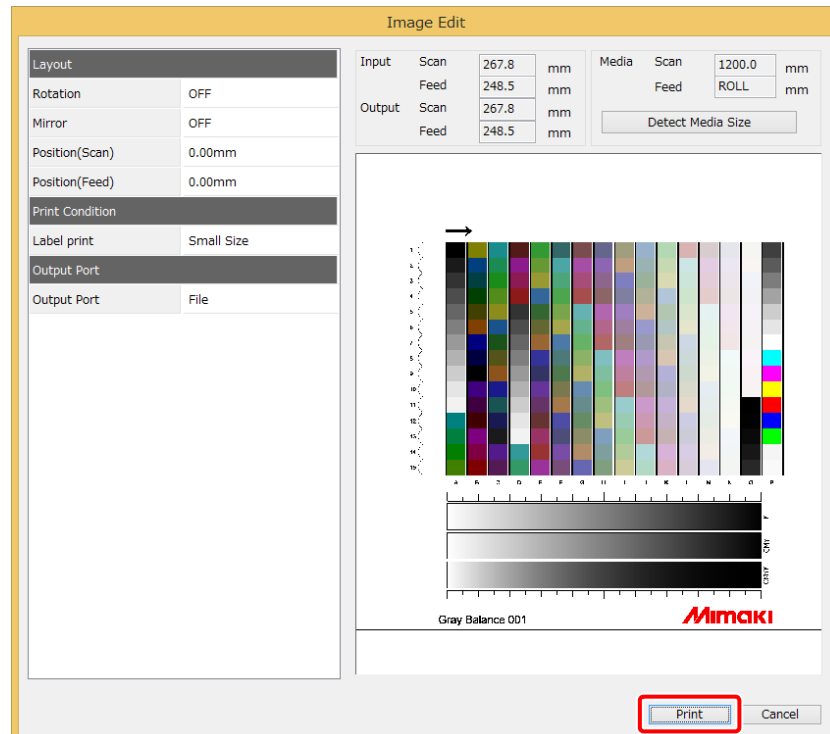 Image Edit
Layout
Rotation OFF
Mirror OFF
Position(Scan) 0.00mm
Position(Feed) 0.00mm
Print Condition
Label print Small Size
Output Port
Output Port File
Input Scan 267.8 mm
Feed 248.5 mm
Output Scan 267.8 mm
Feed 248.5 mm
Media Scan 1200.0 mm
Feed ROLL mm
Detect Media Size
Gray Balance 001
Mimaki
Print Cancel